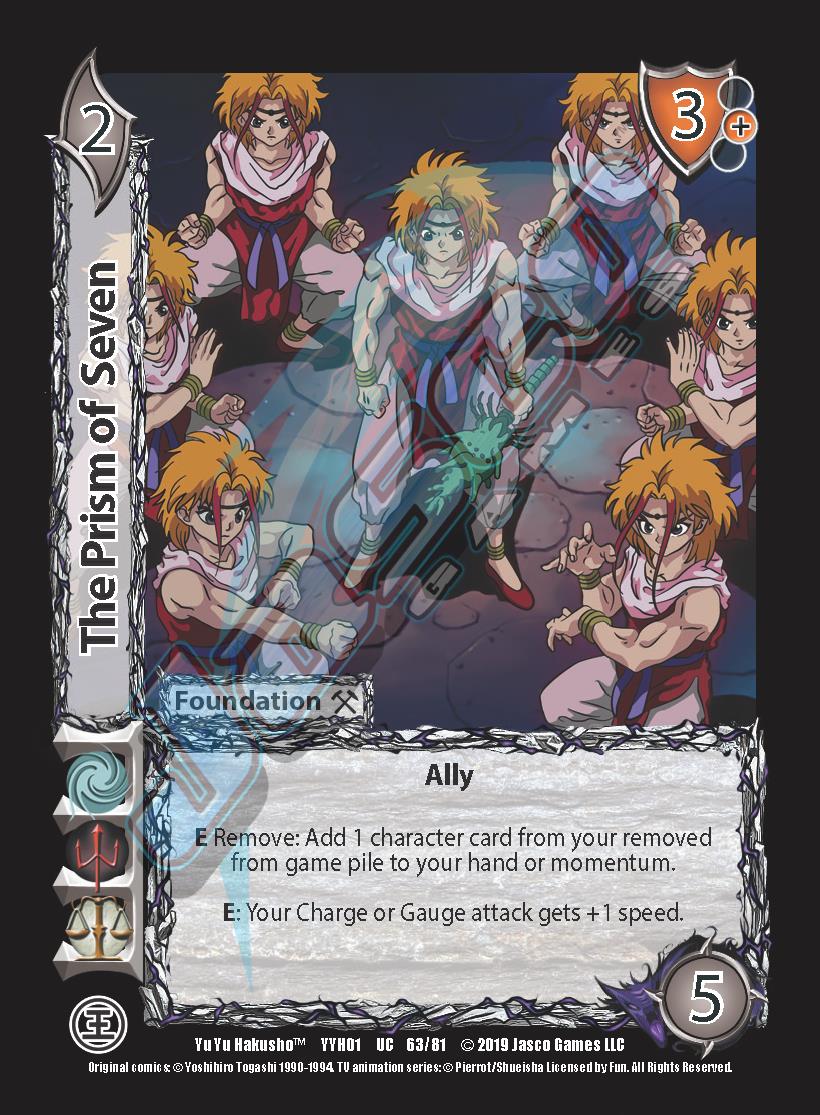 2
3
+
The Prism of Seven
Foundation
Ally
E Remove: Add 1 character card from your removed
from game pile to your hand or momentum.
E: Your Charge or Gauge attack gets +1 speed.
5
王
Yu Yu Hakusho™ YYH01 UC 63/81 © 2019 Jasco Games LLC
Original comics: © Yoshihiro Togashi 1990-1994. TV animation series: © Pierrot/Shueisha Licensed by Fun. All Rights Reserved.